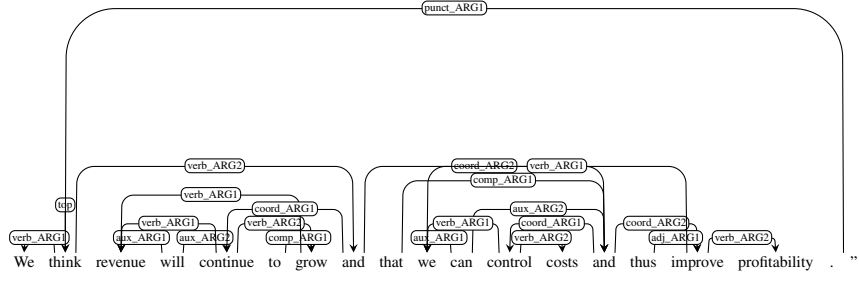 punct_ARG1
verb_ARG2 coord_ARG2 verb_ARG1
comp_ARG1
verb_ARG1
top coord_ARG1 aux_ARG2
verb_ARG1 verb_ARG2 verb_ARG1 coord_ARG1 coord_ARG2
verb_ARG1 aux_ARG1 aux_ARG2 comp_ARG1 aux_ARG1 verb_ARG2 adj_ARG1 verb_ARG2
We think revenue will continue to grow and that we can control costs and thus improve profitability . ”